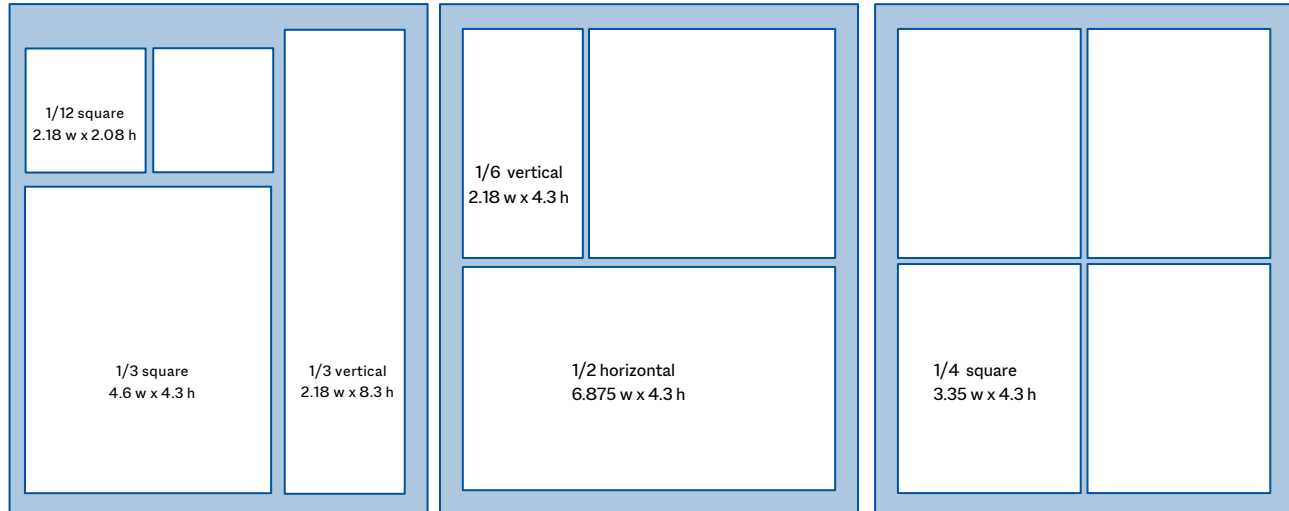 1/12 square
2.18 w x 2.08 h
1/3 square
4.6 w x 4.3 h
1/3 vertical
2.18 w x 8.3 h
1/6 vertical
2.18 w x 4.3 h
1/2 horizontal
6.875 w x 4.3 h
1/4 square
3.35 w x 4.3 h